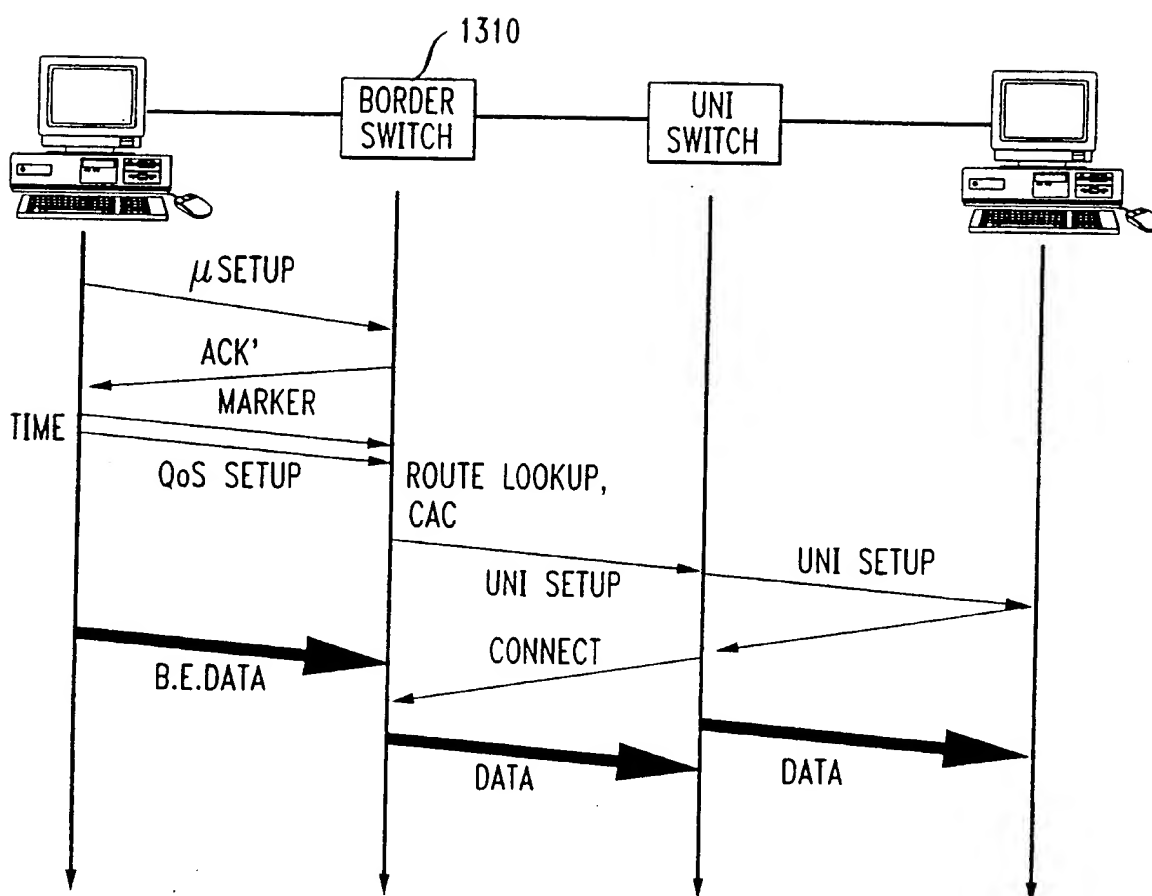 1310
BORDER
SWITCH
UNI
SWITCH
μSETUP
ACK'
MARKER
TIME
QoS SETUP
ROUTE LOOKUP,
CAC
UNI SETUP
UNI SETUP
CONNECT
B.E.DATA
DATA
DATA